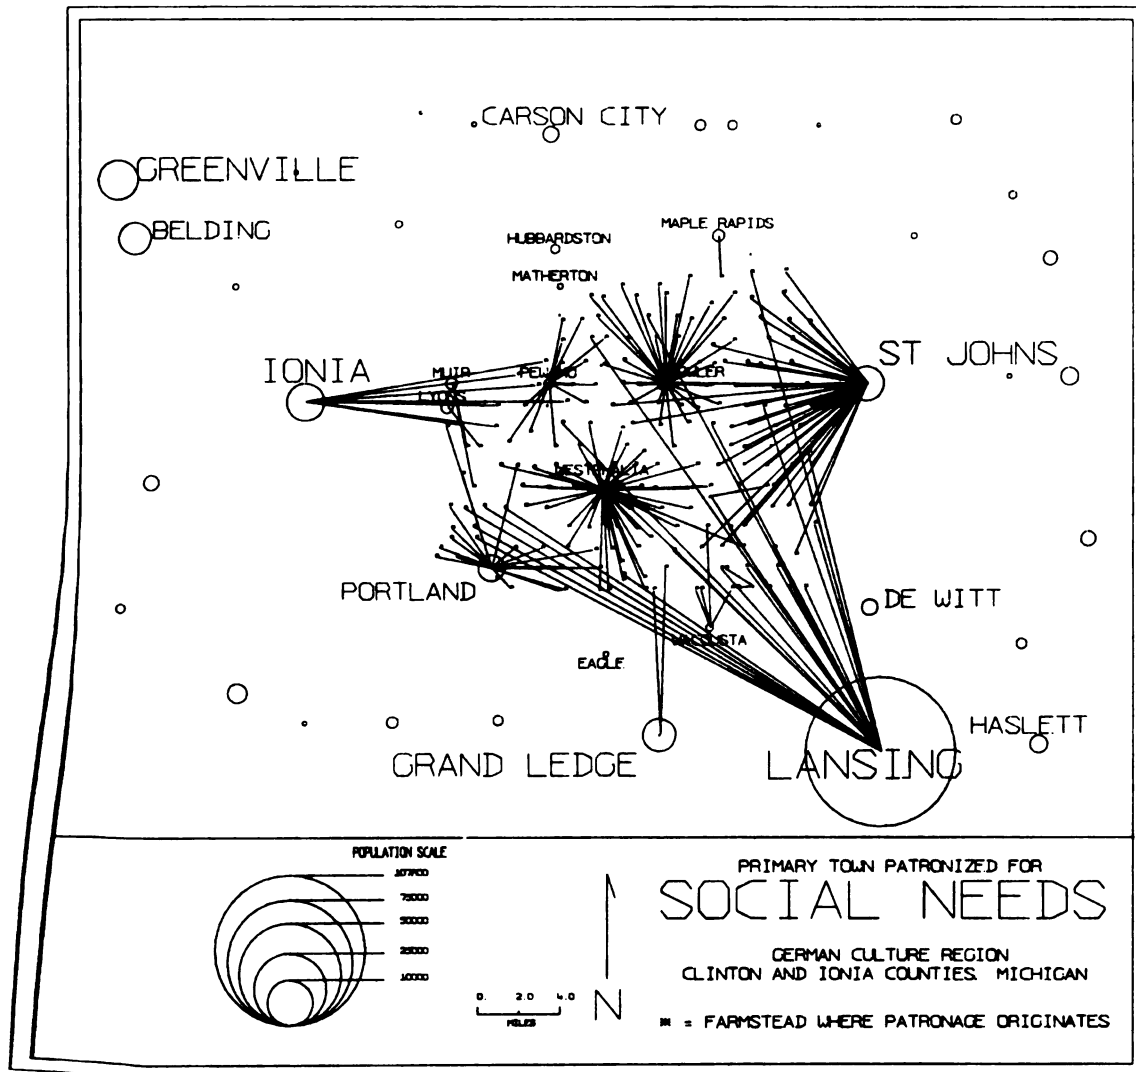 CARSON CITY
GREENVILLE
BELDING
MAPLE RAPIDS
HUBBARDSTON
MATHERTON
ST JOHNS
IONIA
MUIR
LYONS
PORTLAND
DE WITT
EAGLE
HASLETT
GRAND LEDGE
LANSING
POPULATION SCALE
75000
50000
25000
10000
0. 2.0 4.0
MILES
N
PRIMARY TOWN PATRONIZED FOR
SOCIAL NEEDS
GERMAN CULTURE REGION
CLINTON AND IONIA COUNTIES. MICHIGAN
* = FARMSTEAD WHERE PATRONAGE ORIGINATES